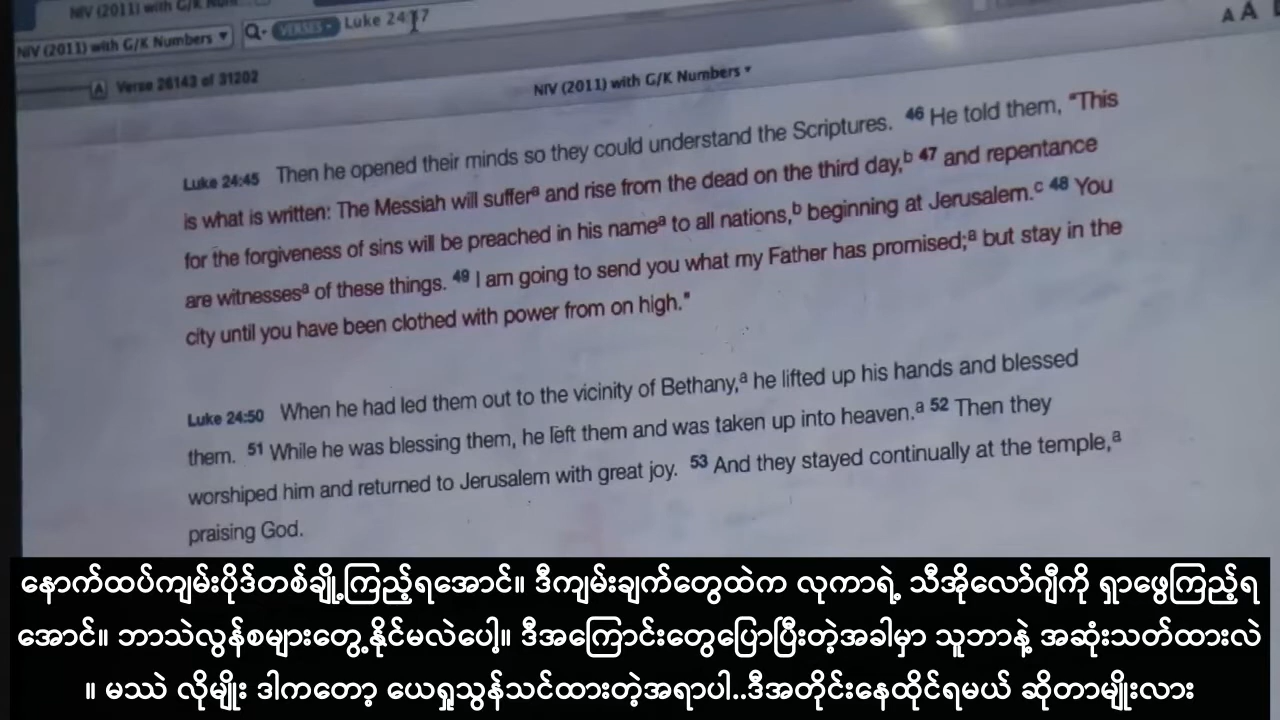 NIV (2011) with G/K Num
NIV (2011) with G/K Numbers
VERSES Luke 24:17
A A
A Verse 26143 of 31202
NIV (2011) with G/K Numbers
Luke 24:45 Then he opened their minds so they could understand the Scriptures. 46 He told them, “This
is what is written: The Messiah will suffera and rise from the dead on the third day,b 47 and repentance
for the forgiveness of sins will be preached in his namea to all nations,b beginning at Jerusalem.c 48 You
are witnessesa of these things. 49 I am going to send you what my Father has promised;a but stay in the
city until you have been clothed with power from on high.”
Luke 24:50 When he had led them out to the vicinity of Bethany,a he lifted up his hands and blessed
them. 51 While he was blessing them, he left them and was taken up into heaven.a 52 Then they
worshiped him and returned to Jerusalem with great joy. 53 And they stayed continually at the temple,a
praising God.
နောက်ထပ်ကျမ်းပိုဒ်တစ်ချို့ကြည့်ရအောင်။ ဒီကျမ်းချက်တွေထဲက လုကာရဲ့ သီအိုလော်ဂျီကို ရှာဖွေကြည့်ရ
အောင်။ ဘာသဲလွန်စများတွေ့နိုင်မလဲပေါ့။ ဒီအကြောင်းတွေပြောပြီးတဲ့အခါမှာ သူဘာနဲ့ အဆုံးသတ်ထားလဲ
။ မဿဲ လိုမျိုး ဒါကတော့ ယေရှုသွန်သင်ထားတဲ့အရာပါ..ဒီအတိုင်းနေထိုင်ရမယ် ဆိုတာမျိုးလား